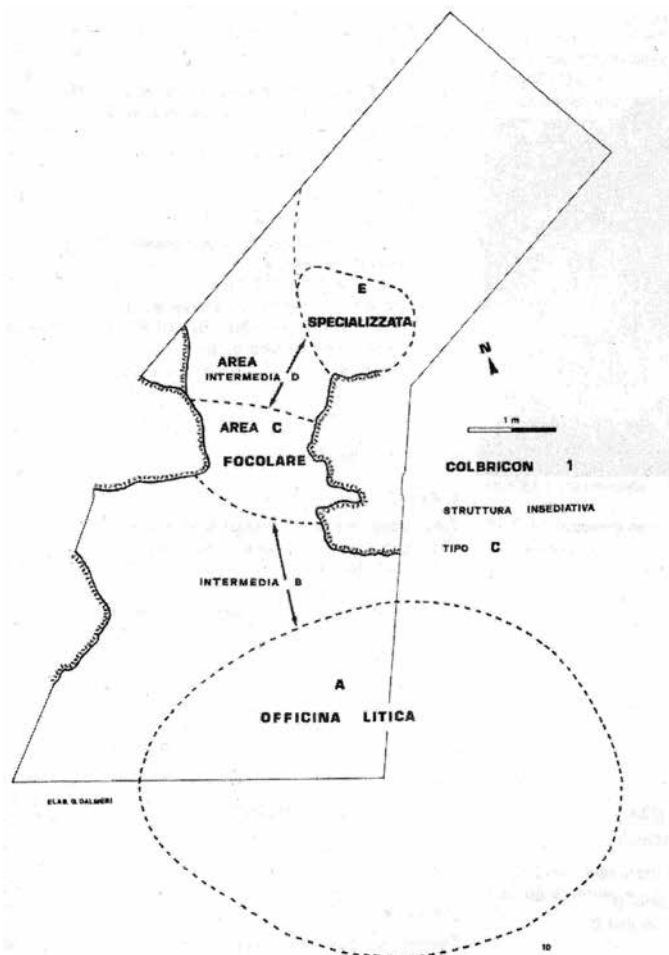 E
SPECIALIZZATA
AREA
INTERMEDIA D
N
AREA C
FOCOLARE
1 m
COLBRICON 1
STRUTTURA INSEDIATIVA
TIPO C
INTERMEDIA B
A
OFFICINA LITICA
ELAB. G. DALMERI
10